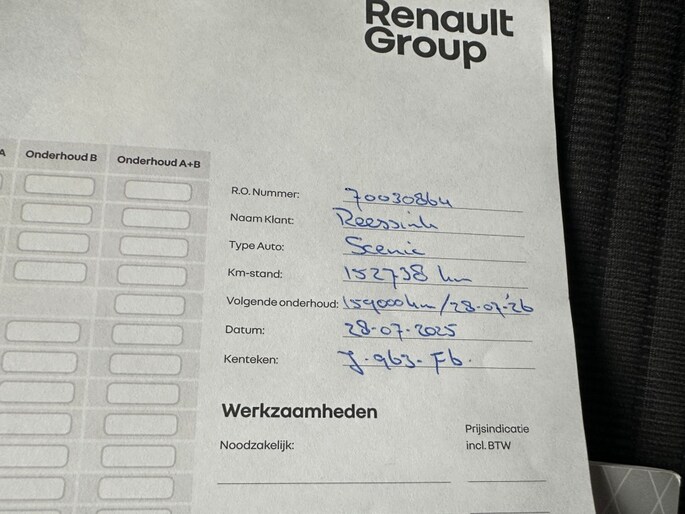 Renault
Group
A Onderhoud B Onderhoud A+B
R.O. Nummer: 70030864
Naam Klant: Reessink
Type Auto: Scenic
Km-stand: 152738 km
Volgende onderhoud: 159000km/28-07-'26
Datum: 28-07-2025
Kenteken: J-963-Fb.
Werkzaamheden
Noodzakelijk:
Prijsindicatie
incl. BTW